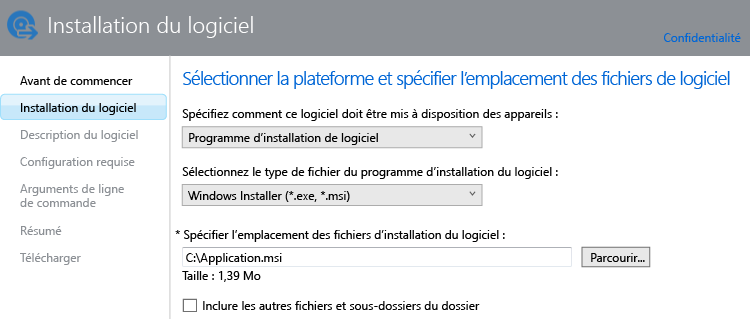 Installation du logiciel
Confidentialité
Avant de commencer
Installation du logiciel
Description du logiciel
Configuration requise
Arguments de ligne
de commande
Résumé
Télécharger
Sélectionner la plateforme et spécifier l'emplacement des fichiers de logiciel
Spécifiez comment ce logiciel doit être mis à disposition des appareils :
Programme d'installation de logiciel
Sélectionnez le type de fichier du programme d'installation du logiciel :
Windows Installer (*.exe, *.msi)
* Spécifier l'emplacement des fichiers d'installation du logiciel :
C:\Application.msi
Parcourir...
Taille : 1,39 Mo
Inclure les autres fichiers et sous-dossiers du dossier